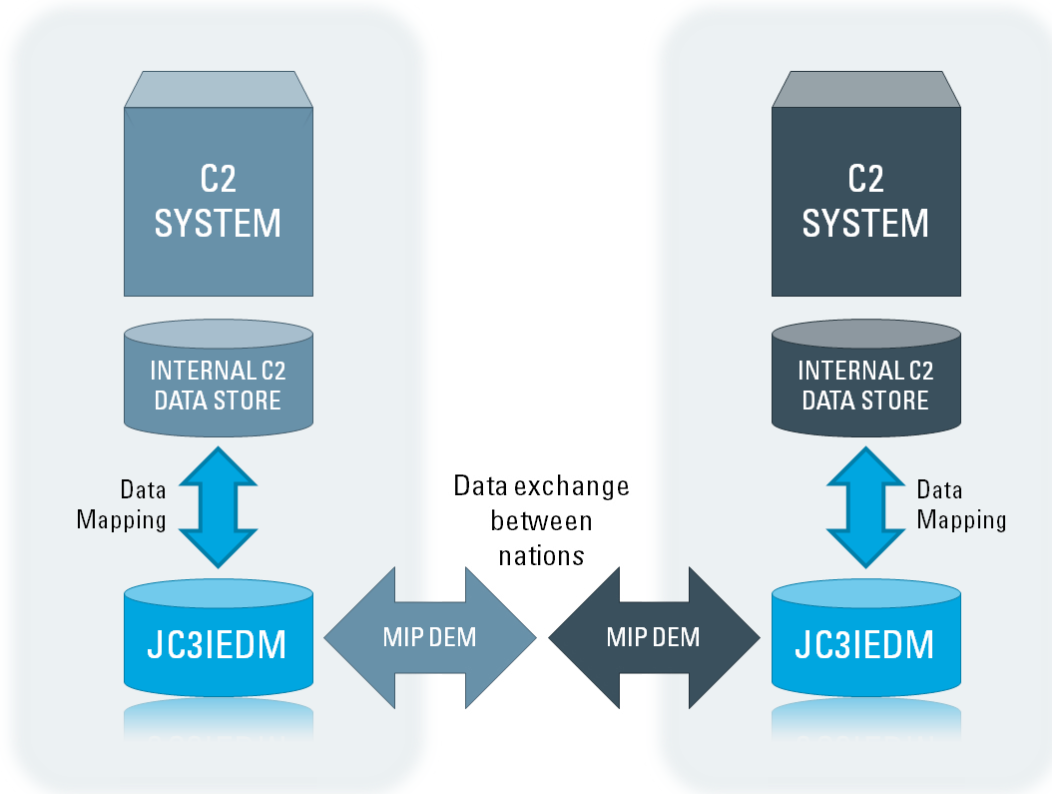 C2
SYSTEM
INTERNAL C2
DATA STORE
Data
Mapping
JC3IEDM
Data exchange
between
nations
MIP DEM
MIP DEM
C2
SYSTEM
INTERNAL C2
DATA STORE
Data
Mapping
JC3IEDM